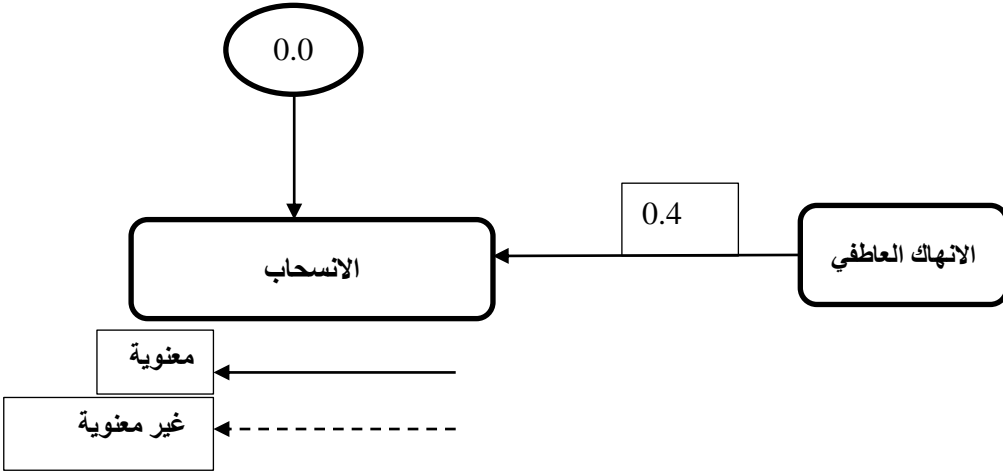 0.0
0.4
الانهاك العاطفي
الانسحاب
معنوية
غير معنوية